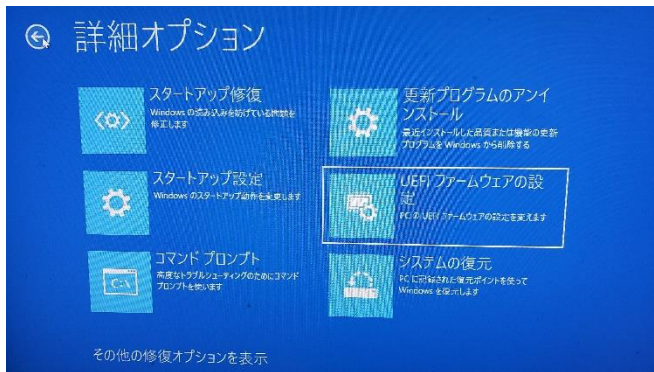 詳細オプション
スタートアップ修復
Windows の読み込みを妨げている問題を
修正します
更新プログラムのアンイ
ンストール
最近インストールした品質または機能の更新
プログラムを Windows から削除する
スタートアップ設定
Windows のスタートアップ動作を変更します
UEFI ファームウェアの設
定
PC の UEFI ファームウェアの設定を変えます
コマンド プロンプト
高度なトラブルシューティングのためにコマンド
プロンプトを使います
C:\
システムの復元
PC に記録された復元ポイントを使って
Windows を復元します
その他の修復オプションを表示